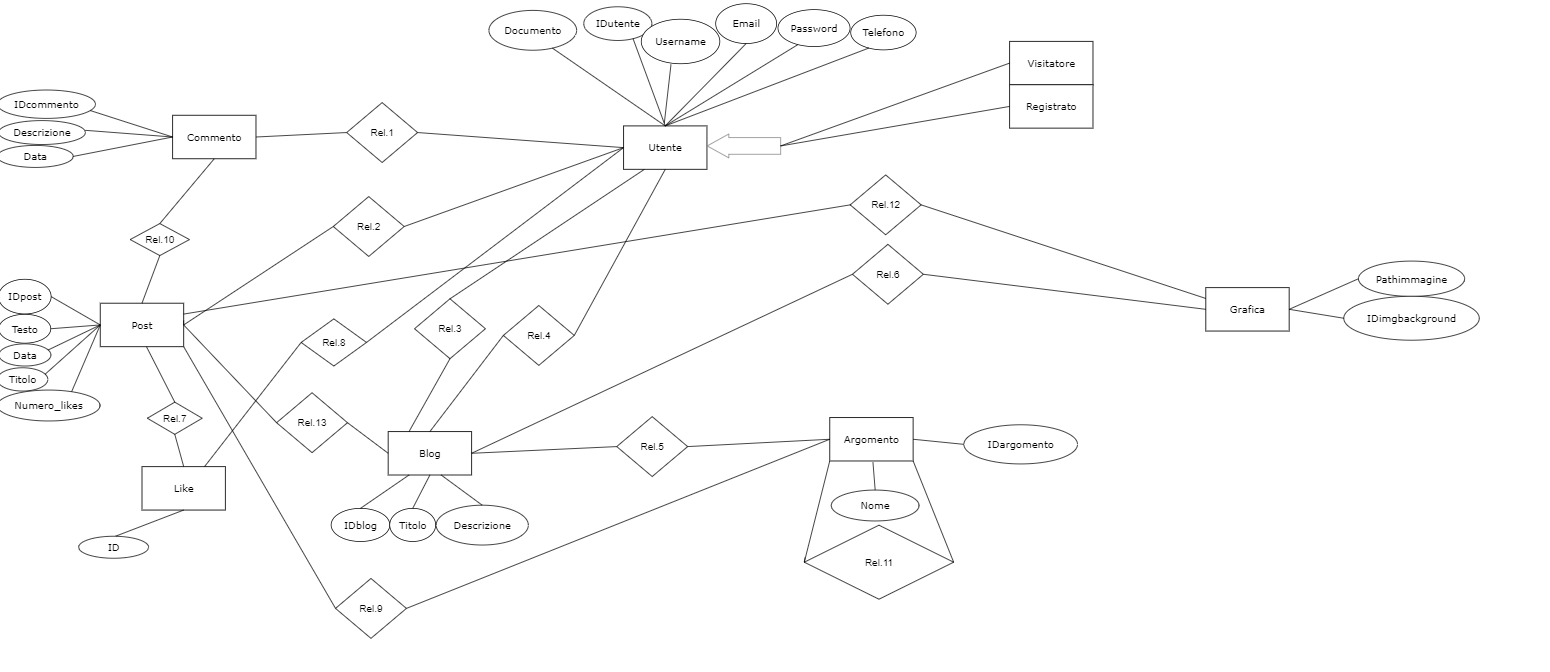 Documento
IDutente
Username
Email
Password
Telefono
Visitatore
Registrato
IDcommento
Descrizione
Data
Commento
Rel.1
Utente
Rel.10
Rel.2
Rel.12
Rel.6
IDpost
Testo
Data
Titolo
Numero_likes
Post
Rel.8
Rel.3
Rel.4
Grafica
Pathimmagine
IDimgbackground
Rel.7
Rel.13
Blog
Rel.5
Argomento
IDargomento
Like
ID
IDblog
Titolo
Descrizione
Nome
Rel.11
Rel.9